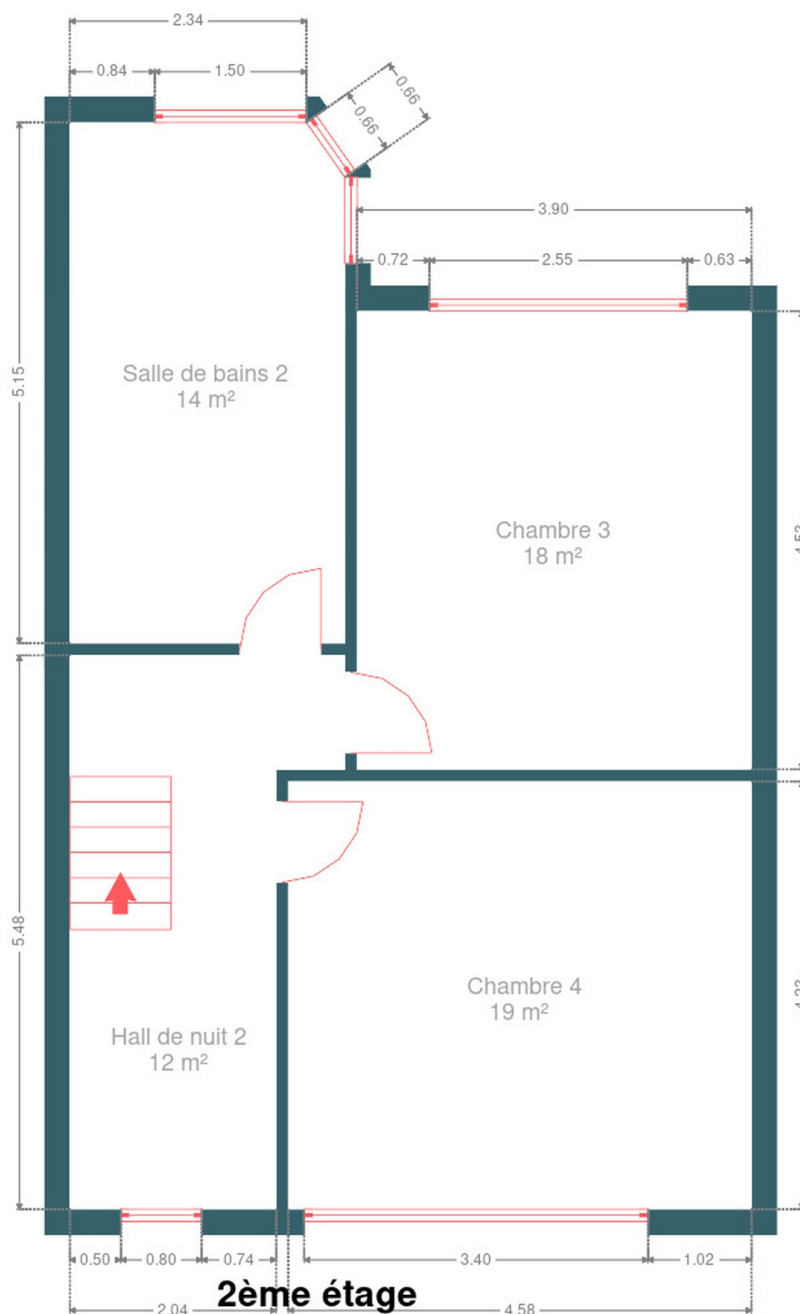 2.34
0.84
1.50
0.66
0.66
3.90
0.72
2.55
0.63
5.15
Salle de bains 2
14 m²
Chambre 3
18 m²
5.48
Chambre 4
19 m²
Hall de nuit 2
12 m²
0.50
0.80
0.74
3.40
1.02
2.04
4.58
2ème étage